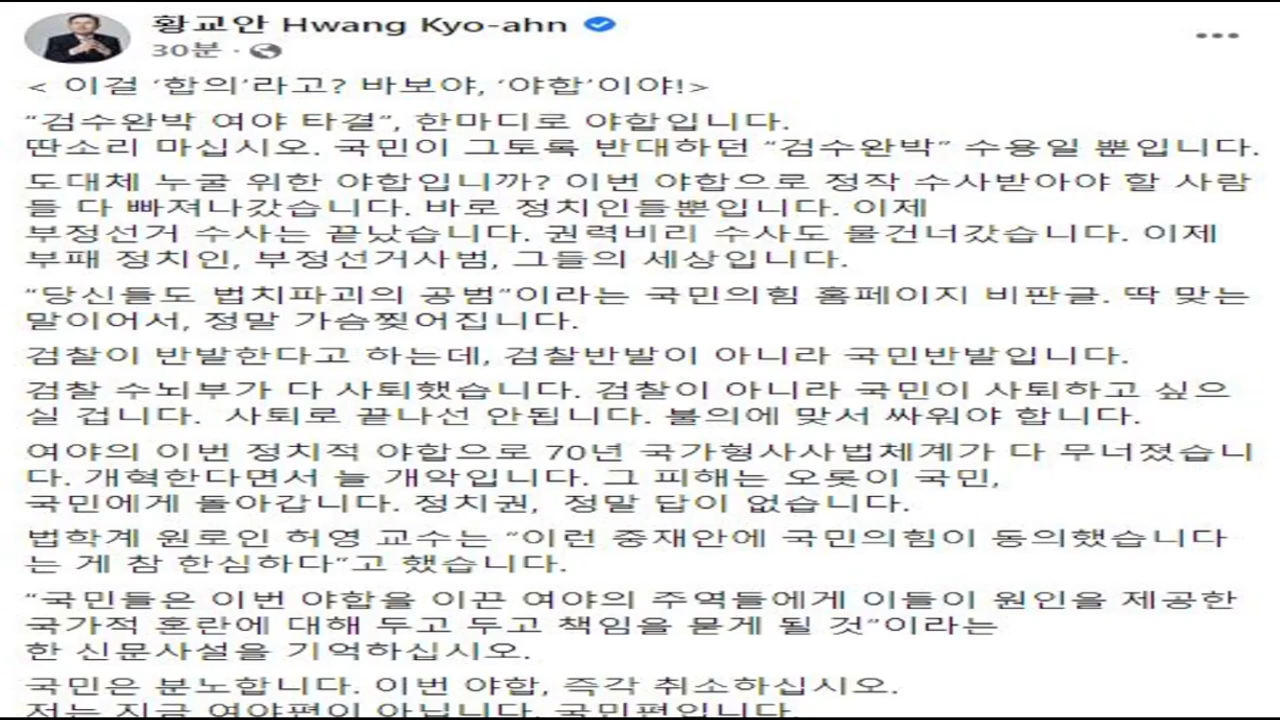 황교안 Hwang Kyo-ahn
30분 ·
< 이걸 ‘합의’라고? 바보야, ‘야합’이야!>
“검수완박 여야 타결”, 한마디로 야합입니다.
딴소리 마십시오. 국민이 그토록 반대하던 “검수완박” 수용일 뿐입니다.
도대체 누굴 위한 야합입니까? 이번 야합으로 정작 수사받아야 할 사람
들 다 빠져나갔습니다. 바로 정치인들뿐입니다. 이제
부정선거 수사는 끝났습니다. 권력비리 수사도 물건너갔습니다. 이제
부패 정치인, 부정선거사범, 그들의 세상입니다.
“당신들도 법치파괴의 공범”이라는 국민의힘 홈페이지 비판글. 딱 맞는
말이어서, 정말 가슴찢어집니다.
검찰이 반발한다고 하는데, 검찰반발이 아니라 국민반발입니다.
검찰 수뇌부가 다 사퇴했습니다. 검찰이 아니라 국민이 사퇴하고 싶으
실 겁니다. 사퇴로 끝나선 안됩니다. 불의에 맞서 싸워야 합니다.
여야의 이번 정치적 야합으로 70년 국가형사사법체계가 다 무너졌습니
다. 개혁한다면서 늘 개악입니다. 그 피해는 오롯이 국민,
국민에게 돌아갑니다. 정치권, 정말 답이 없습니다.
법학계 원로인 허영 교수는 “이런 중재안에 국민의힘이 동의했습니다
는 게 참 한심하다”고 했습니다.
“국민들은 이번 야합을 이끈 여야의 주역들에게 이들이 원인을 제공한
국가적 혼란에 대해 두고 두고 책임을 묻게 될 것”이라는
한 신문사설을 기억하십시오.
국민은 분노합니다. 이번 야합, 즉각 취소하십시오.
저는 지금 여야편이 아닙니다. 국민편입니다.